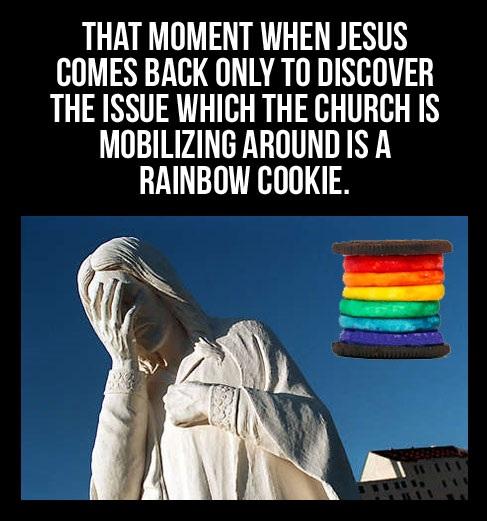 THAT MOMENT WHEN JESUS
COMES BACK ONLY TO DISCOVER
THE ISSUE WHICH THE CHURCH IS
MOBILIZING AROUND IS A
RAINBOW COOKIE.